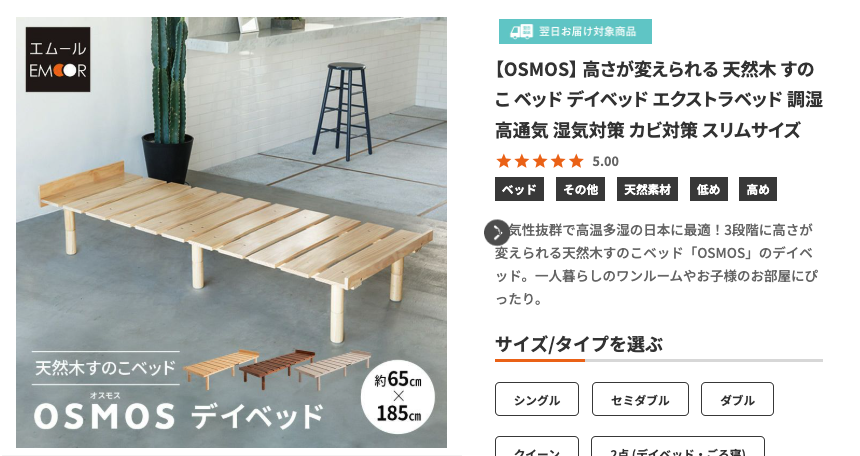 エムール
EMOOR
天然木すのこベッド
オスモス
OSMOS デイベッド
約65cm
×
185cm
翌日お届け対象商品
【OSMOS】高さが変えられる 天然木 すの
こ ベッド デイベッド エクストラベッド 調湿
高通気 湿気対策 カビ対策 スリムサイズ
5.00
ベッド その他 天然素材 低め 高め
気性抜群で高温多湿の日本に最適！3段階に高さが
変えられる天然木すのこベッド「OSMOS」のデイベ
ッド。一人暮らしのワンルームやお子様のお部屋にぴ
ったり。
サイズ/タイプを選ぶ
シングル セミダブル ダブル
クイーン 2点 (デイベッド・ごろ寝)